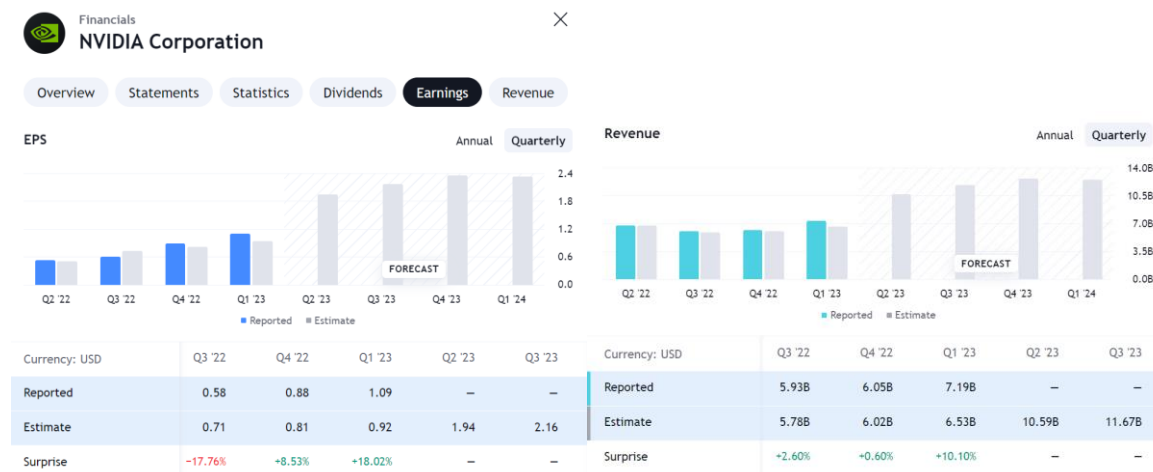 Financials
NVIDIA Corporation
Overview Statements Statistics Dividends Earnings Revenue
EPS
Annual Quarterly
2.4
1.8
1.2
0.6
0.0
FORECAST
Q2 '22 Q3 '22 Q4 '22 Q1 '23 Q2 '23 Q3 '23 Q4 '23 Q1 '24
Reported Estimate
Currency: USD Q3 '22 Q4 '22 Q1 '23 Q2 '23 Q3 '23
Reported 0.58 0.88 1.09 — —
Estimate 0.71 0.81 0.92 1.94 2.16
Surprise −17.76% +8.53% +18.02% — —
Revenue
Annual Quarterly
14.0B
10.5B
7.0B
3.5B
0.0B
FORECAST
Q2 '22 Q3 '22 Q4 '22 Q1 '23 Q2 '23 Q3 '23 Q4 '23 Q1 '24
Reported Estimate
Currency: USD Q3 '22 Q4 '22 Q1 '23 Q2 '23 Q3 '23
Reported 5.93B 6.05B 7.19B — —
Estimate 5.78B 6.02B 6.53B 10.59B 11.67B
Surprise +2.60% +0.60% +10.10% — —